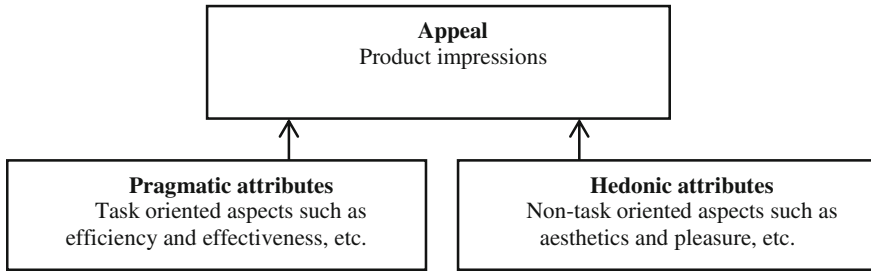 Appeal
Product impressions
Pragmatic attributes
Task oriented aspects such as
efficiency and effectiveness, etc.
Hedonic attributes
Non-task oriented aspects such as
aesthetics and pleasure, etc.